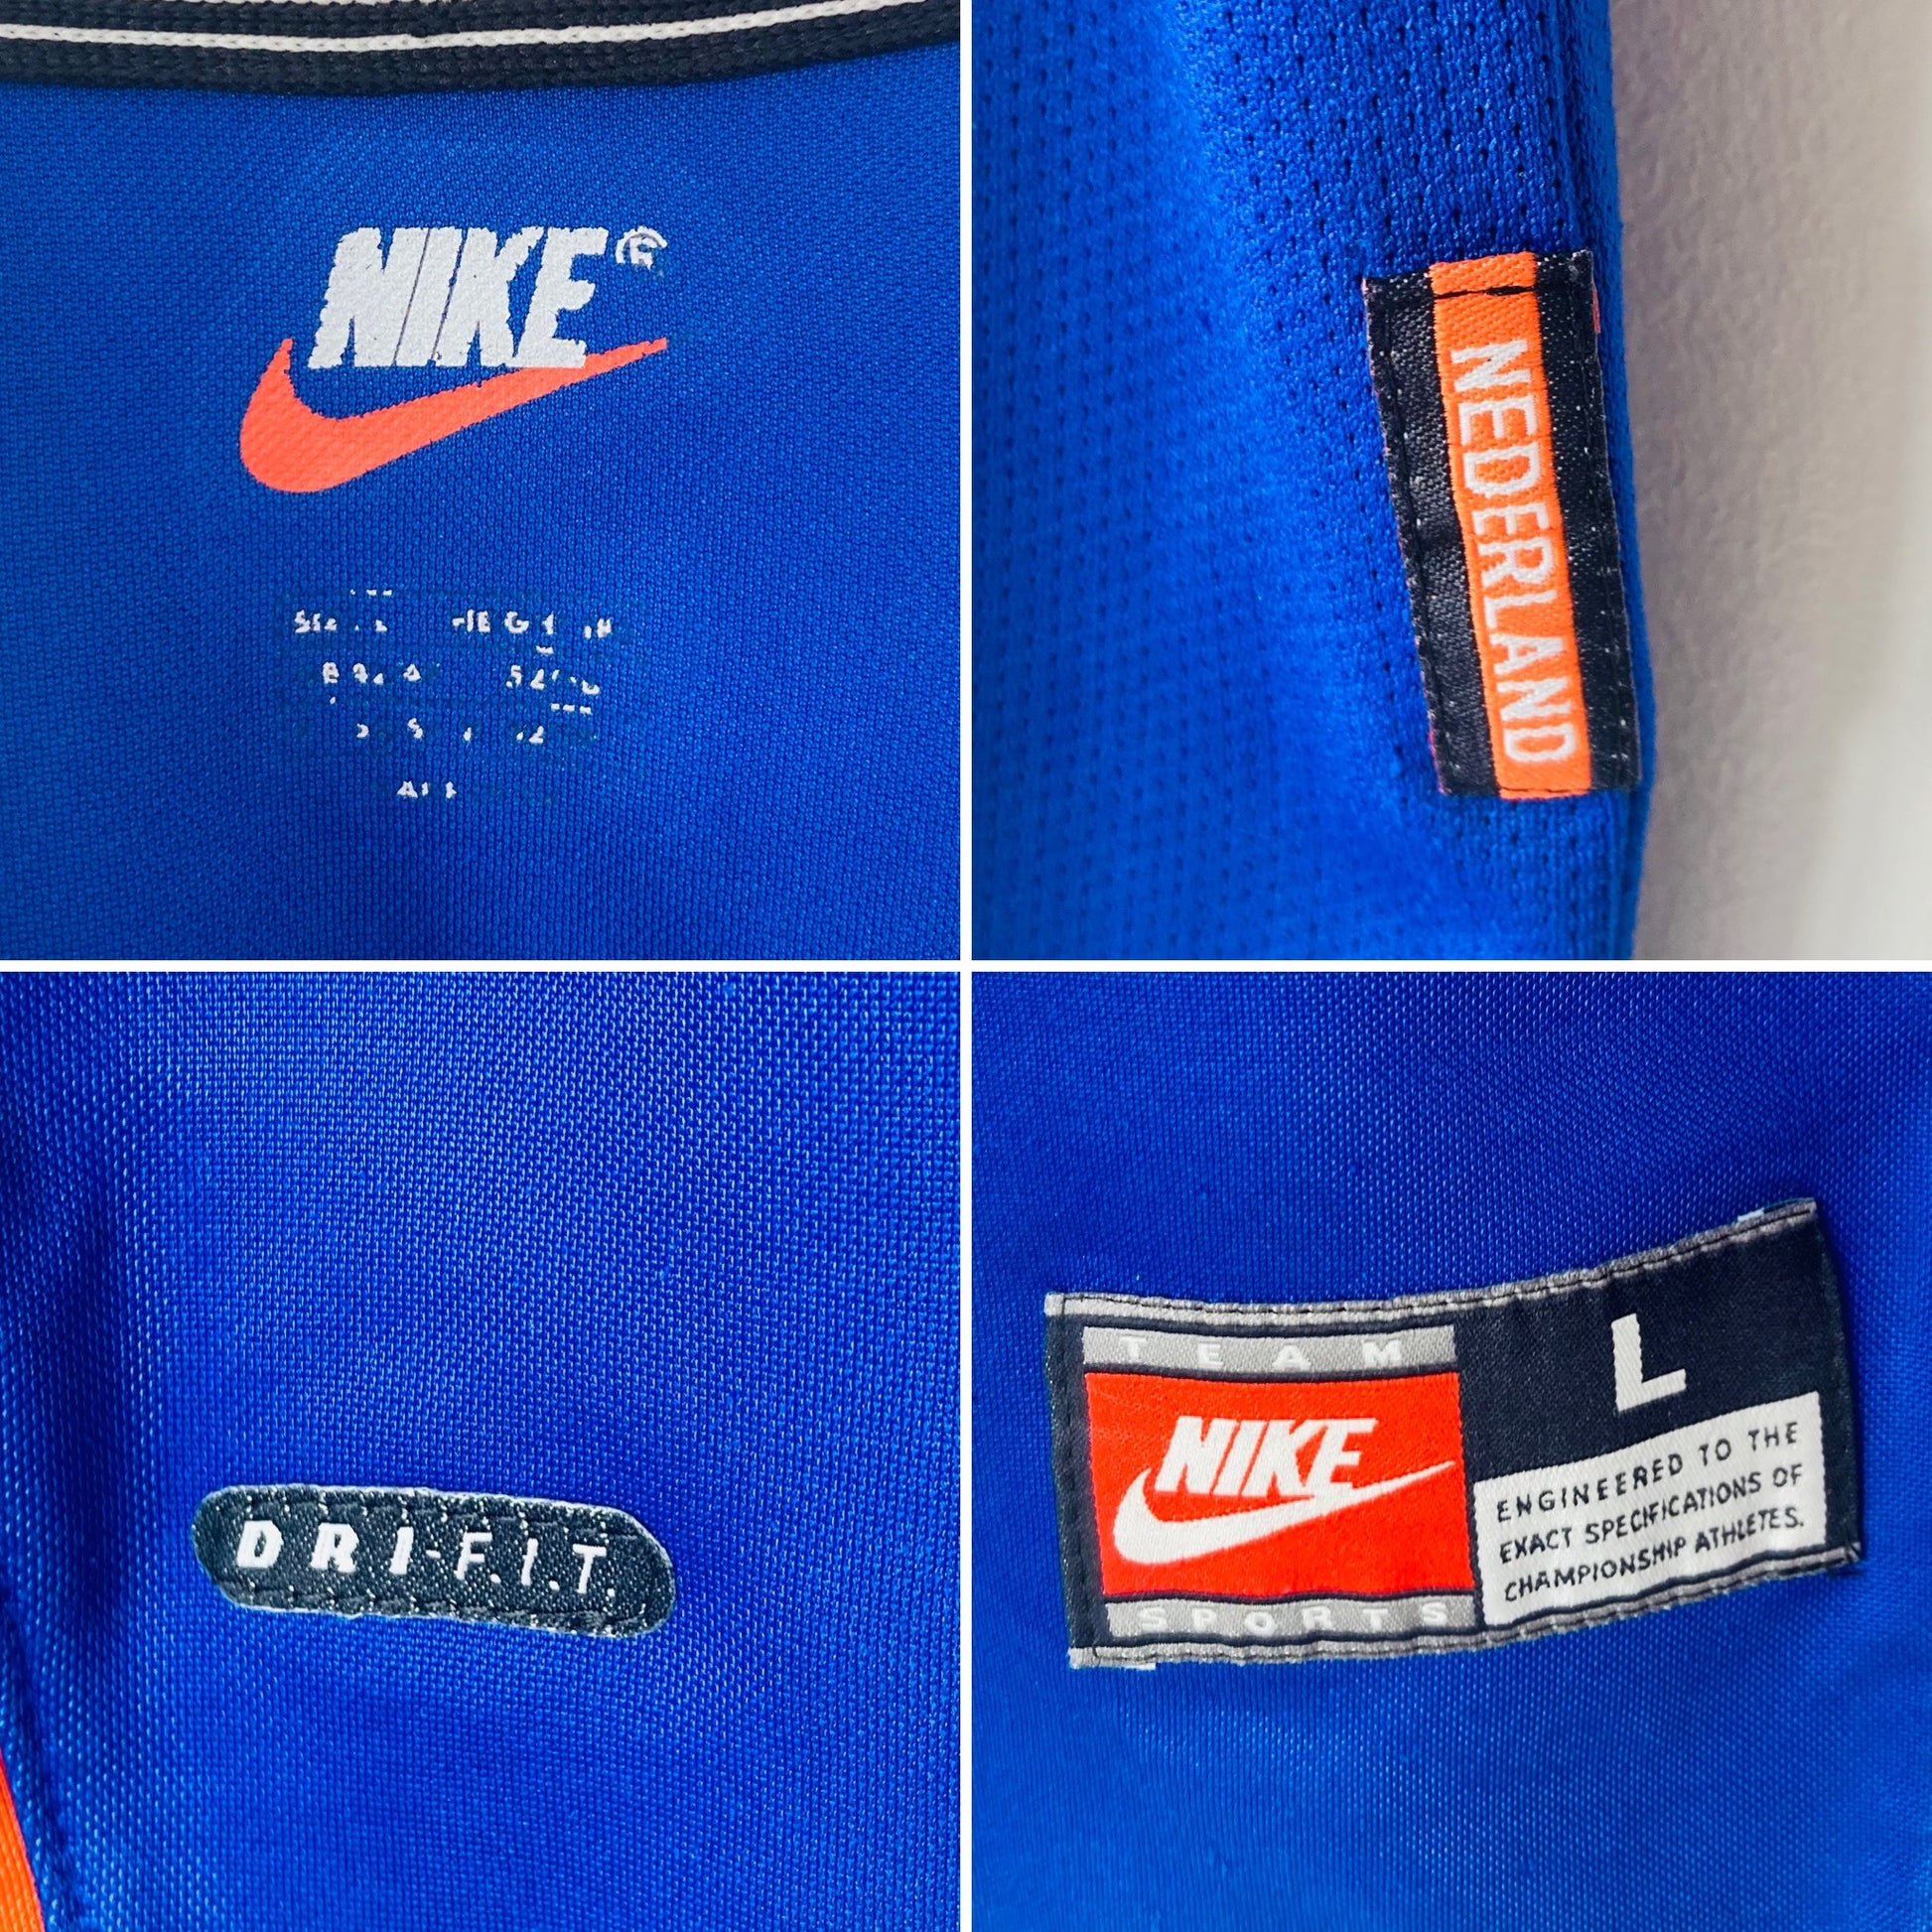 NIKE®
NEDERLAND
DRI-F.I.T.
TEAM
NIKE
SPORTS
L
ENGINEERED TO THE
EXACT SPECIFICATIONS OF
CHAMPIONSHIP ATHLETES.